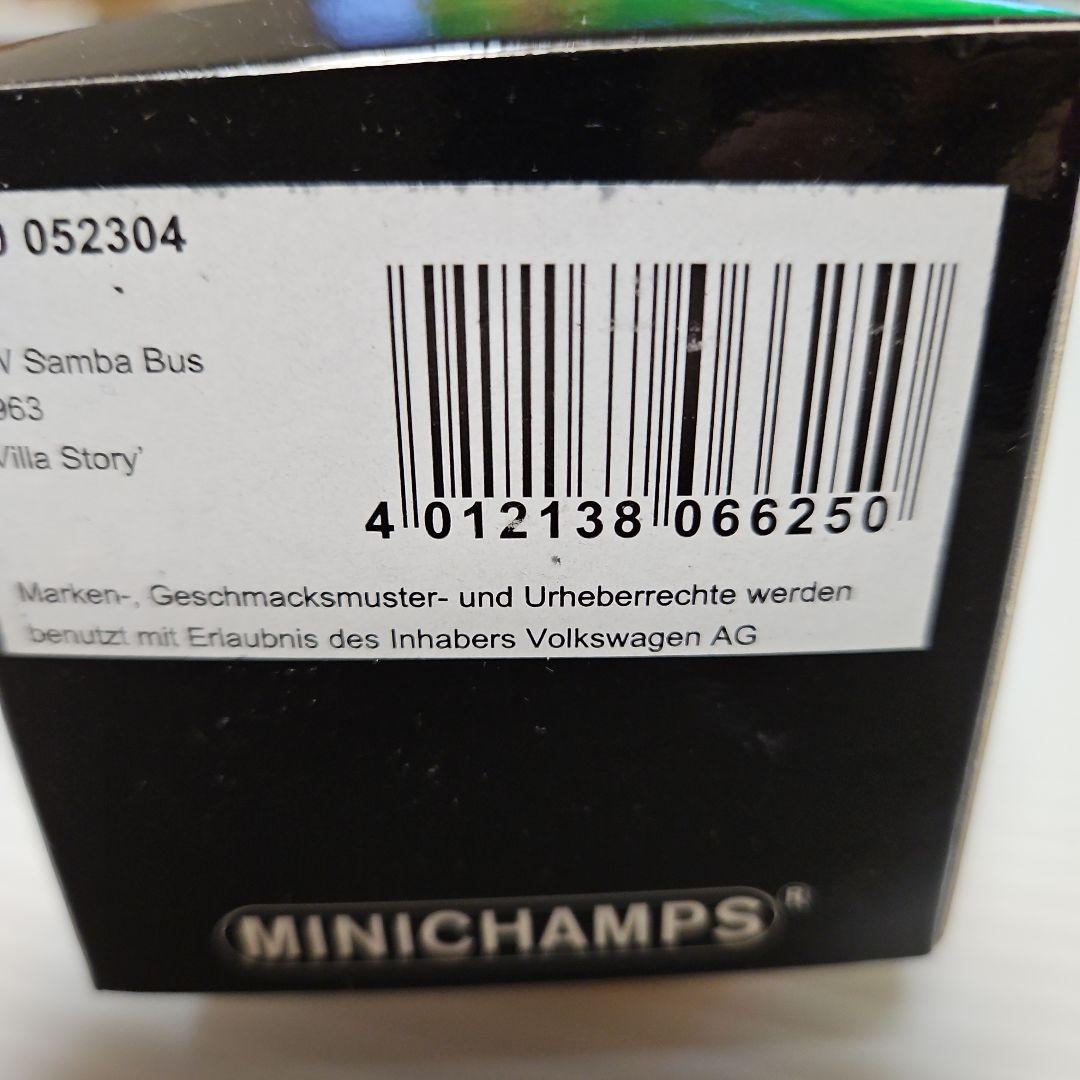 052304
Samba Bus
963
Villa Story'
4 012138 066250
Marken-, Geschmacksmuster- und Urheberrechte werden
benutzt mit Erlaubnis des Inhabers Volkswagen AG
MINICHAMPS®